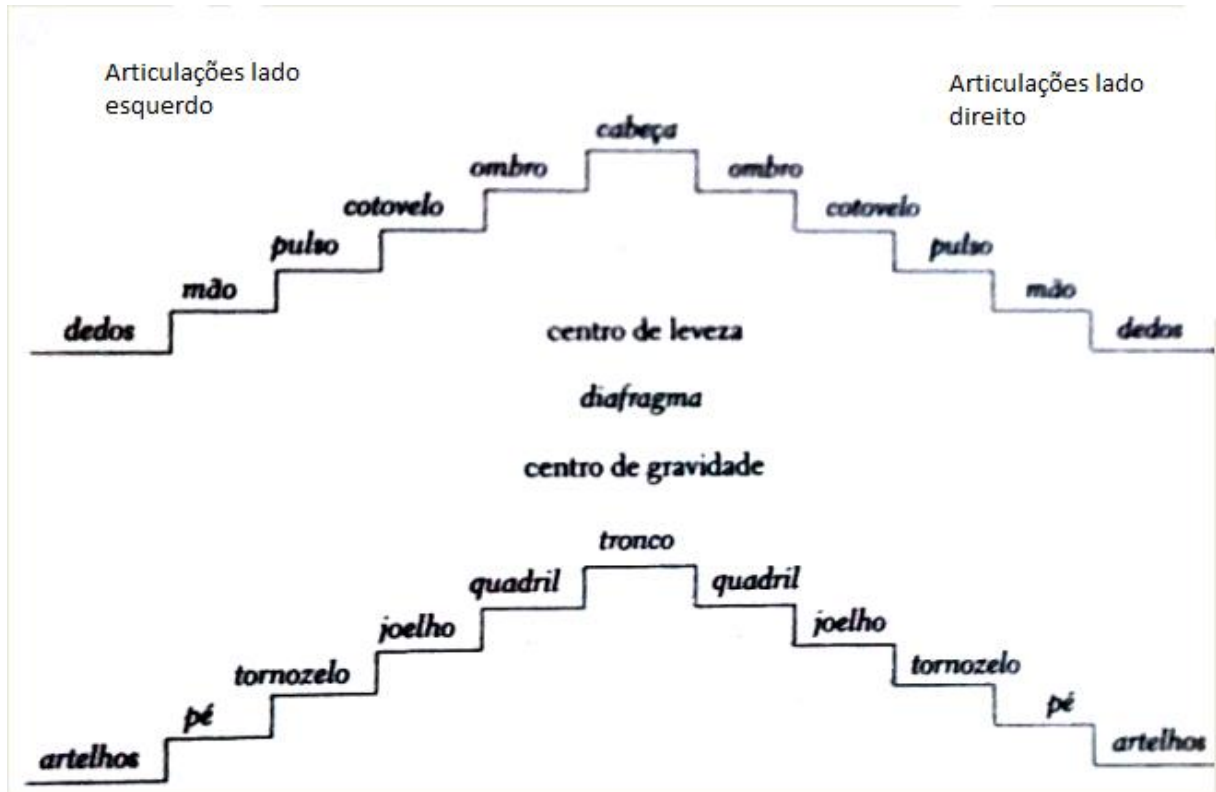 Articulações lado
esquerdo
Articulações lado
direito
cabeça
ombro
ombro
cotovelo
cotovelo
pulso
pulso
mão
mão
dedos
centro de leveza
dedos
diafragma
centro de gravidade
tronco
quadril
quadril
joelho
joelho
tornozelo
tornozelo
pé
pé
artelhos
artelhos